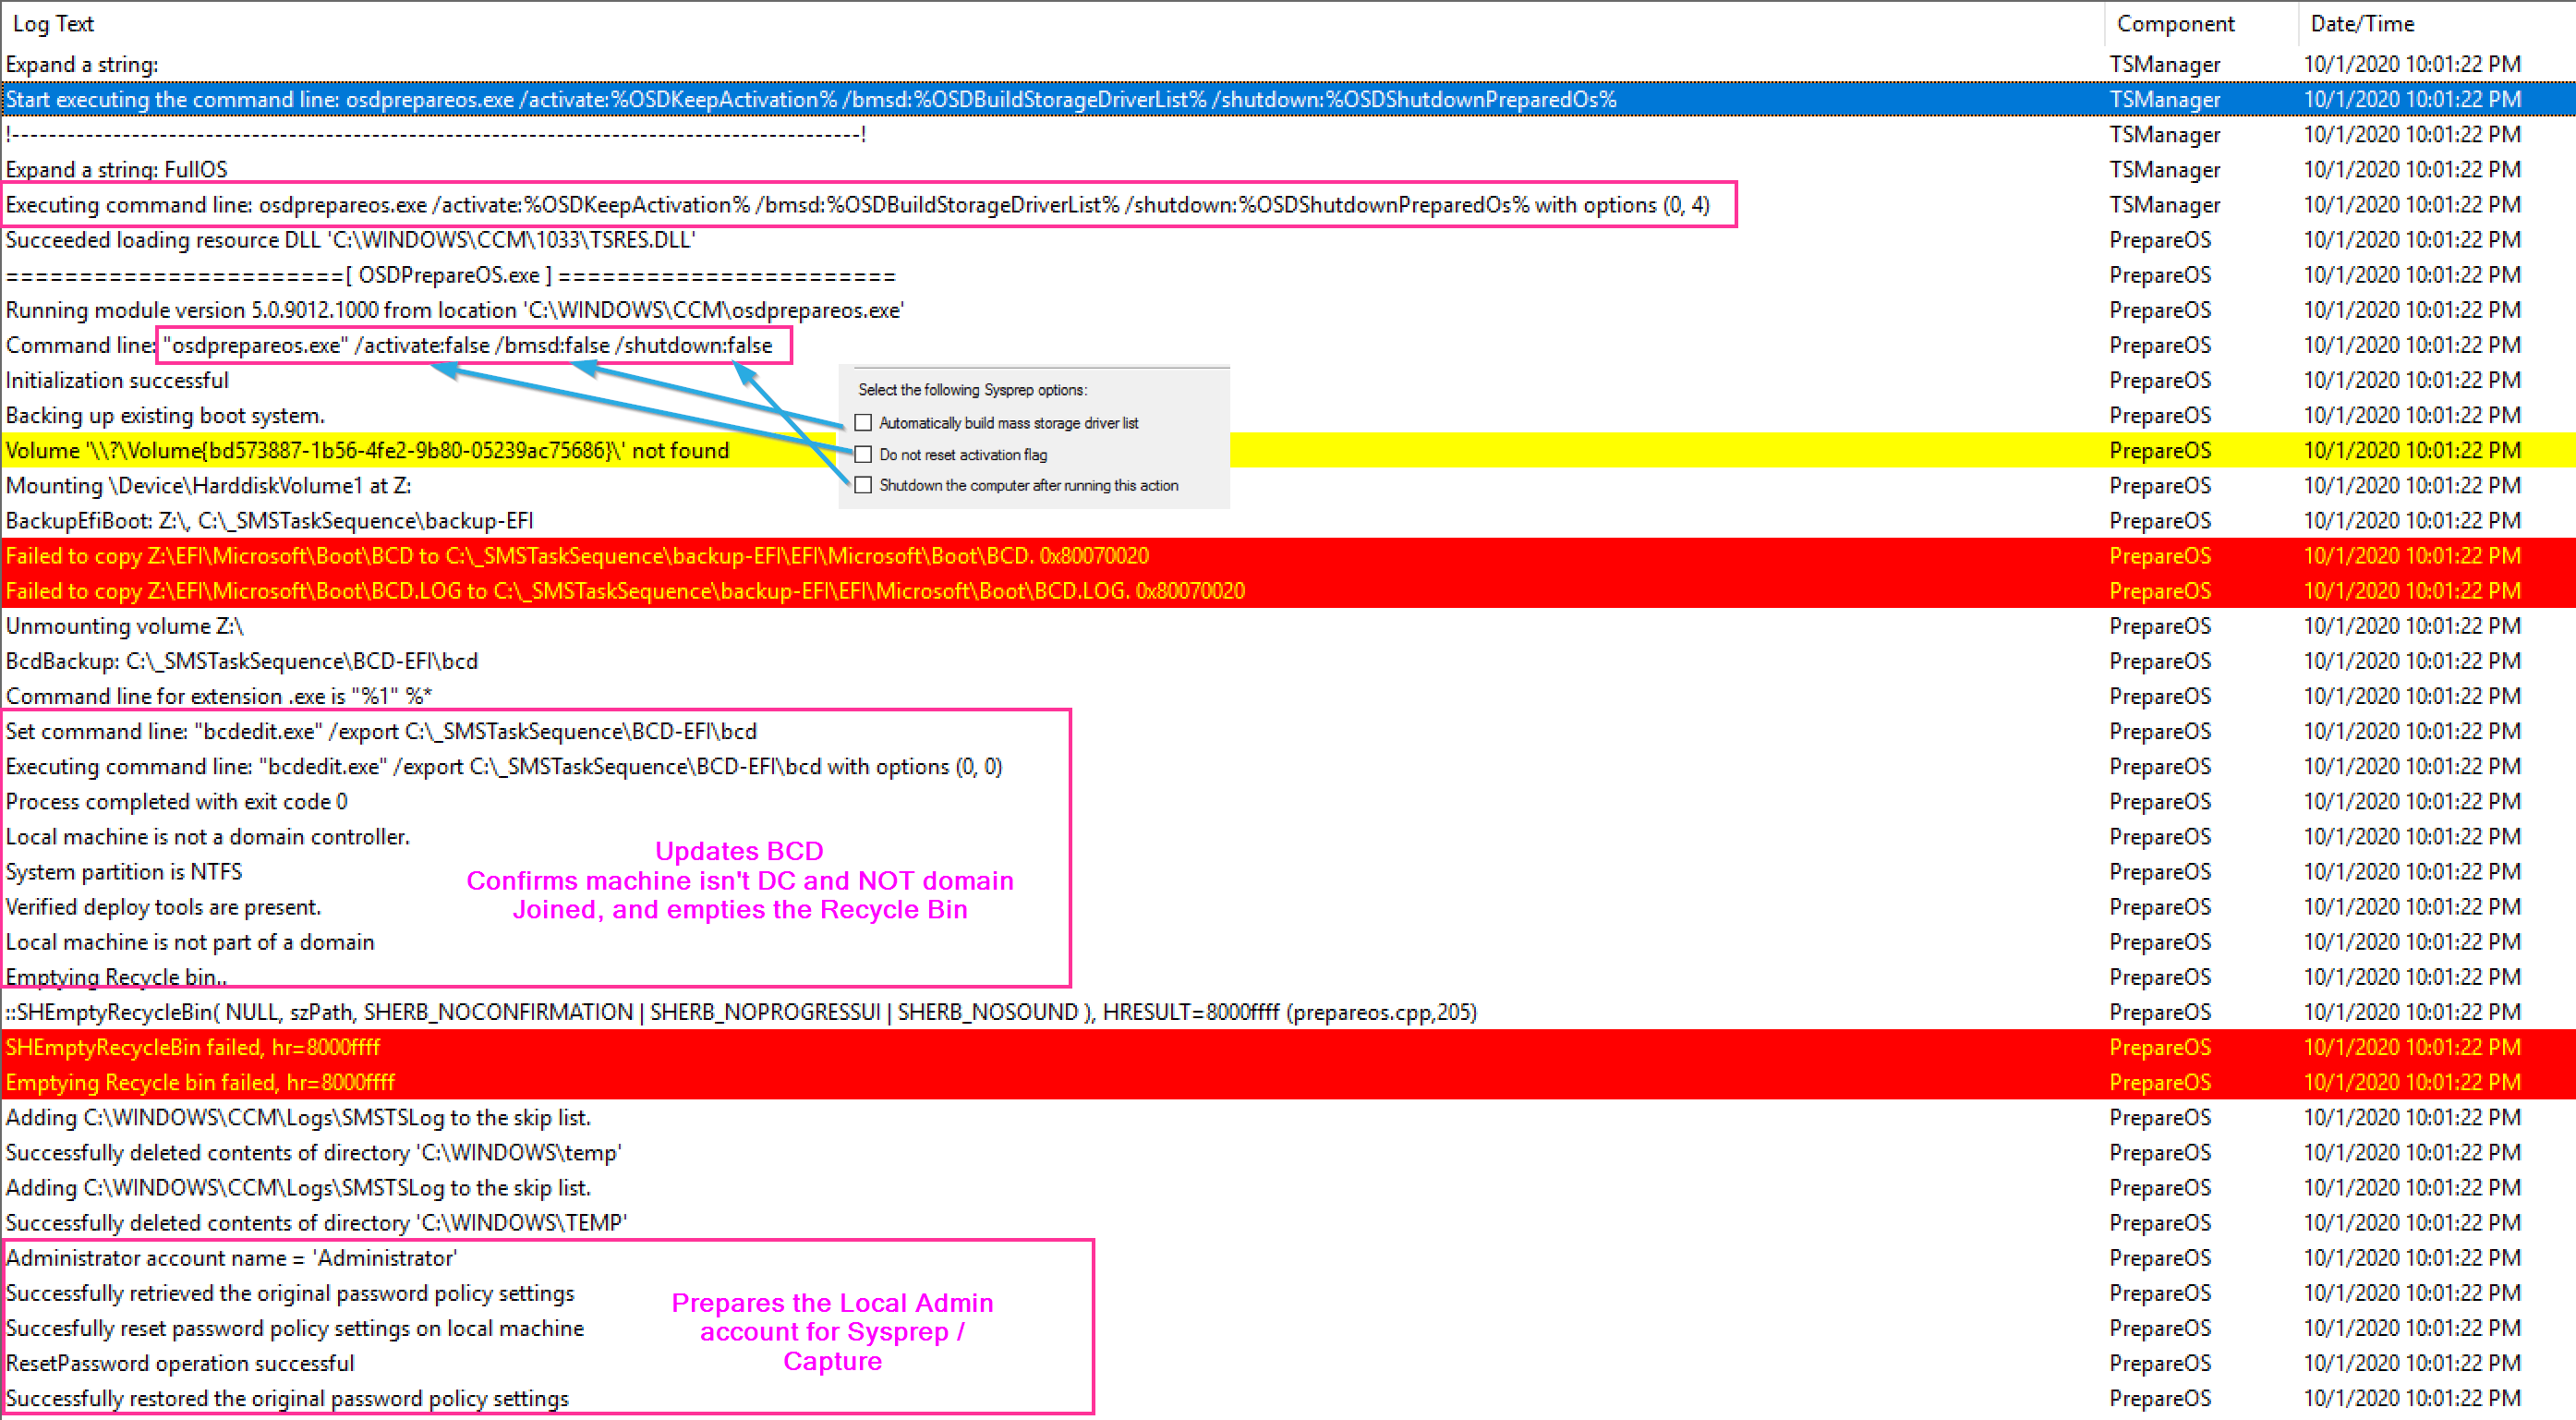 Log Text Component Date/Time
Expand a string: TSManager 10/1/2020 10:01:22 PM
Start executing the command line: osdprepareos.exe /activate:%OSDKeepActivation% /bmsd:%OSDBuildStorageDriverList% /shutdown:%OSDShutdownPreparedOs% TSManager 10/1/2020 10:01:22 PM
!--------------------------------------------------------------------------------------------! TSManager 10/1/2020 10:01:22 PM
Expand a string: FullOS TSManager 10/1/2020 10:01:22 PM
Executing command line: osdprepareos.exe /activate:%OSDKeepActivation% /bmsd:%OSDBuildStorageDriverList% /shutdown:%OSDShutdownPreparedOs% with options (0, 4) TSManager 10/1/2020 10:01:22 PM
Succeeded loading resource DLL 'C:\WINDOWS\CCM\1033\TSRES.DLL' PrepareOS 10/1/2020 10:01:22 PM
=======================[ OSDPrepareOS.exe ] ======================= PrepareOS 10/1/2020 10:01:22 PM
Running module version 5.0.9012.1000 from location 'C:\WINDOWS\CCM\osdprepareos.exe' PrepareOS 10/1/2020 10:01:22 PM
Command line: "osdprepareos.exe" /activate:false /bmsd:false /shutdown:false PrepareOS 10/1/2020 10:01:22 PM
Initialization successful PrepareOS 10/1/2020 10:01:22 PM
Select the following Sysprep options:
Backing up existing boot system. PrepareOS 10/1/2020 10:01:22 PM
Automatically build mass storage driver list
Volume '\\?\Volume{bd573887-1b56-4fe2-9b80-05239ac75686}\' not found PrepareOS 10/1/2020 10:01:22 PM
Do not reset activation flag
Mounting \Device\HarddiskVolume1 at Z: PrepareOS 10/1/2020 10:01:22 PM
Shutdown the computer after running this action
BackupEfiBoot: Z:\, C:\_SMSTaskSequence\backup-EFI PrepareOS 10/1/2020 10:01:22 PM
Failed to copy Z:\EFI\Microsoft\Boot\BCD to C:\_SMSTaskSequence\backup-EFI\EFI\Microsoft\Boot\BCD. 0x80070020 PrepareOS 10/1/2020 10:01:22 PM
Failed to copy Z:\EFI\Microsoft\Boot\BCD.LOG to C:\_SMSTaskSequence\backup-EFI\EFI\Microsoft\Boot\BCD.LOG. 0x80070020 PrepareOS 10/1/2020 10:01:22 PM
Unmounting volume Z:\ PrepareOS 10/1/2020 10:01:22 PM
BcdBackup: C:\_SMSTaskSequence\BCD-EFI\bcd PrepareOS 10/1/2020 10:01:22 PM
Command line for extension .exe is "%1" %* PrepareOS 10/1/2020 10:01:22 PM
Set command line: "bcdedit.exe" /export C:\_SMSTaskSequence\BCD-EFI\bcd PrepareOS 10/1/2020 10:01:22 PM
Executing command line: "bcdedit.exe" /export C:\_SMSTaskSequence\BCD-EFI\bcd with options (0, 0) PrepareOS 10/1/2020 10:01:22 PM
Process completed with exit code 0 PrepareOS 10/1/2020 10:01:22 PM
Local machine is not a domain controller. PrepareOS 10/1/2020 10:01:22 PM
Updates BCD
System partition is NTFS PrepareOS 10/1/2020 10:01:22 PM
Confirms machine isn't DC and NOT domain
Verified deploy tools are present. PrepareOS 10/1/2020 10:01:22 PM
Joined, and empties the Recycle Bin
Local machine is not part of a domain PrepareOS 10/1/2020 10:01:22 PM
Emptying Recycle bin.. PrepareOS 10/1/2020 10:01:22 PM
::SHEmptyRecycleBin( NULL, szPath, SHERB_NOCONFIRMATION | SHERB_NOPROGRESSUI | SHERB_NOSOUND ), HRESULT=8000ffff (prepareos.cpp,205) PrepareOS 10/1/2020 10:01:22 PM
SHEmptyRecycleBin failed, hr=8000ffff PrepareOS 10/1/2020 10:01:22 PM
Emptying Recycle bin failed, hr=8000ffff PrepareOS 10/1/2020 10:01:22 PM
Adding C:\WINDOWS\CCM\Logs\SMSTSLog to the skip list. PrepareOS 10/1/2020 10:01:22 PM
Successfully deleted contents of directory 'C:\WINDOWS\temp' PrepareOS 10/1/2020 10:01:22 PM
Adding C:\WINDOWS\CCM\Logs\SMSTSLog to the skip list. PrepareOS 10/1/2020 10:01:22 PM
Successfully deleted contents of directory 'C:\WINDOWS\TEMP' PrepareOS 10/1/2020 10:01:22 PM
Administrator account name = 'Administrator' PrepareOS 10/1/2020 10:01:22 PM
Successfully retrieved the original password policy settings PrepareOS 10/1/2020 10:01:22 PM
Prepares the Local Admin
Succesfully reset password policy settings on local machine PrepareOS 10/1/2020 10:01:22 PM
account for Sysprep /
ResetPassword operation successful PrepareOS 10/1/2020 10:01:22 PM
Capture
Successfully restored the original password policy settings PrepareOS 10/1/2020 10:01:22 PM